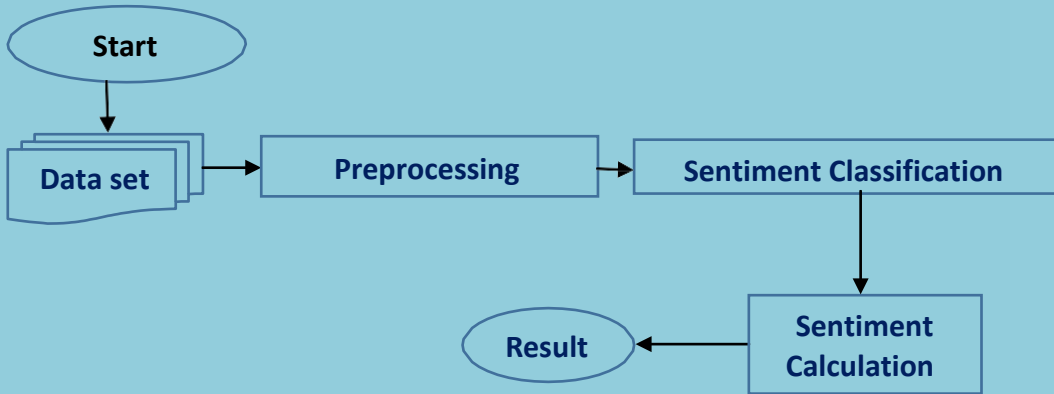 Start
Data set
Preprocessing
Sentiment Classification
Sentiment
Calculation
Result